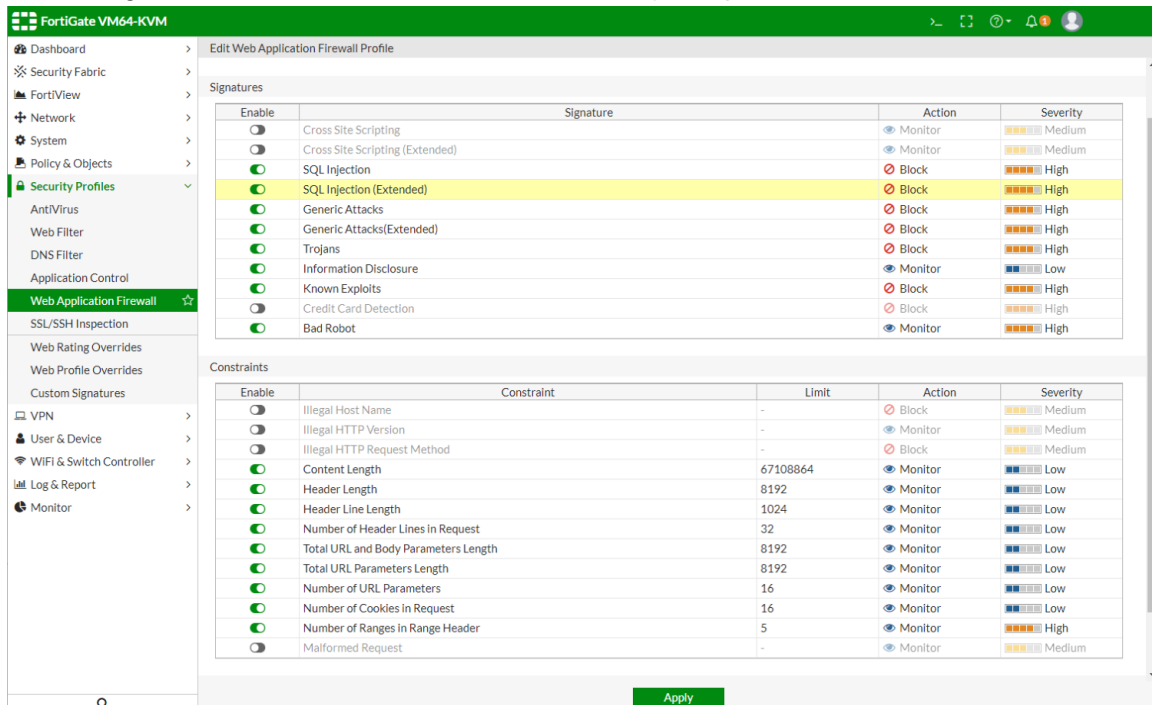 FortiGate VM64-KVM
1
Dashboard
Security Fabric
FortiView
Network
System
Policy & Objects
Security Profiles
AntiVirus
Web Filter
DNS Filter
Application Control
Web Application Firewall
SSL/SSH Inspection
Web Rating Overrides
Web Profile Overrides
Custom Signatures
VPN
User & Device
WiFi & Switch Controller
Log & Report
Monitor
Edit Web Application Firewall Profile
Signatures
Enable Signature Action Severity
Cross Site Scripting Monitor Medium
Cross Site Scripting (Extended) Monitor Medium
SQL Injection Block High
SQL Injection (Extended) Block High
Generic Attacks Block High
Generic Attacks(Extended) Block High
Trojans Block High
Information Disclosure Monitor Low
Known Exploits Block High
Credit Card Detection Block High
Bad Robot Monitor High
Constraints
Enable Constraint Limit Action Severity
Illegal Host Name - Block Medium
Illegal HTTP Version - Monitor Medium
Illegal HTTP Request Method - Block Medium
Content Length 67108864 Monitor Low
Header Length 8192 Monitor Low
Header Line Length 1024 Monitor Low
Number of Header Lines in Request 32 Monitor Low
Total URL and Body Parameters Length 8192 Monitor Low
Total URL Parameters Length 8192 Monitor Low
Number of URL Parameters 16 Monitor Low
Number of Cookies in Request 16 Monitor Low
Number of Ranges in Range Header 5 Monitor High
Malformed Request - Monitor Medium
Apply